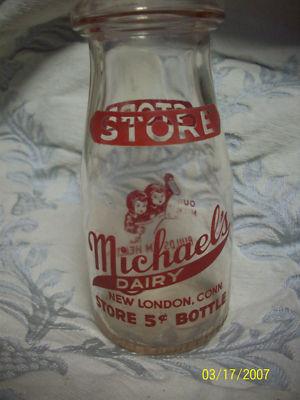 STORE
Michael's
DAIRY
NEW LONDON, CONN
STORE 5¢ BOTTLE
03/17/2007